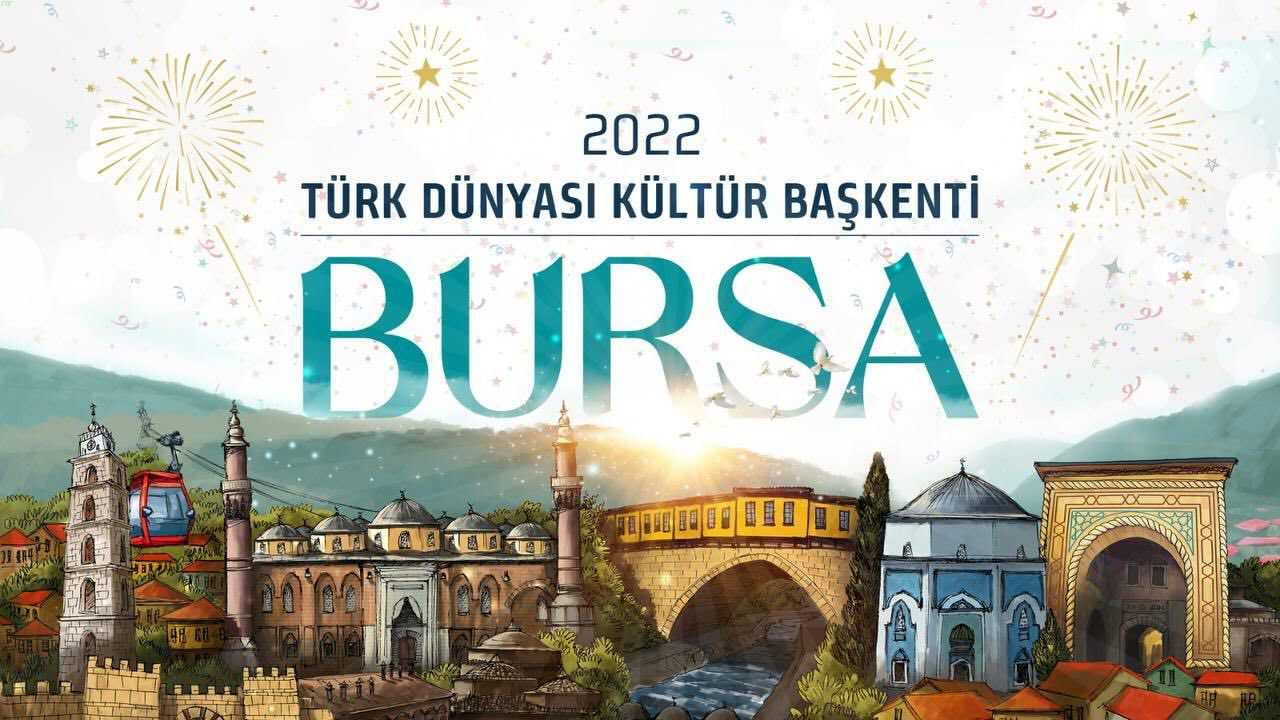 2022
TÜRK DÜNYASI KÜLTÜR BAŞKENTİ
BURSA